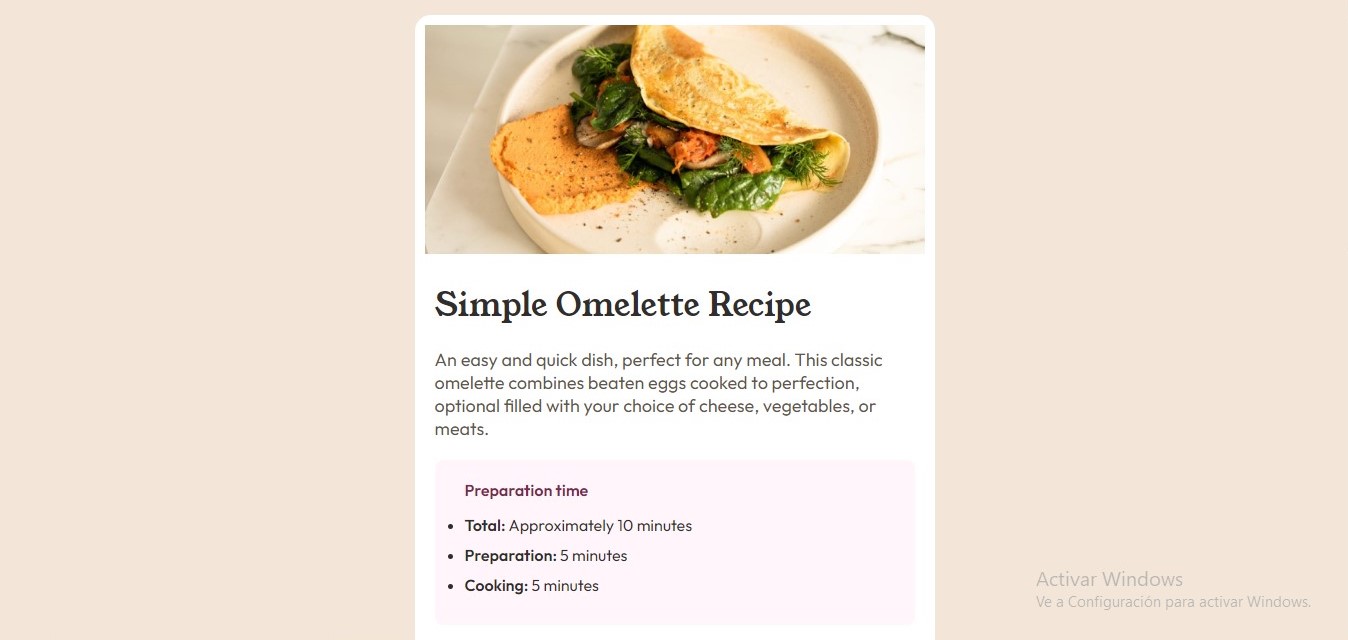 Simple Omelette Recipe
An easy and quick dish, perfect for any meal. This classic
omelette combines beaten eggs cooked to perfection,
optional filled with your choice of cheese, vegetables, or
meats.
Preparation time
• Total: Approximately 10 minutes
• Preparation: 5 minutes
• Cooking: 5 minutes
Activar Windows
Ve a Configuración para activar Windows.